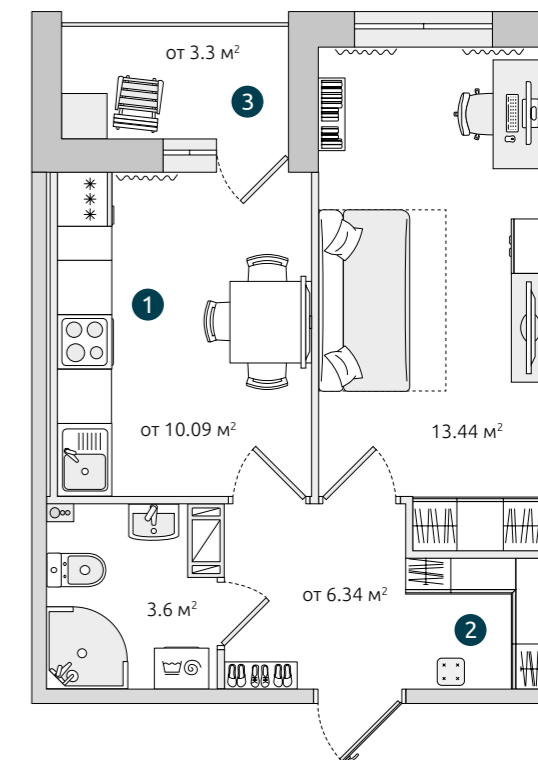 от 3.3 м²
3
1
от 10.09 м²
13.44 м²
3.6 м²
от 6.34 м²
2